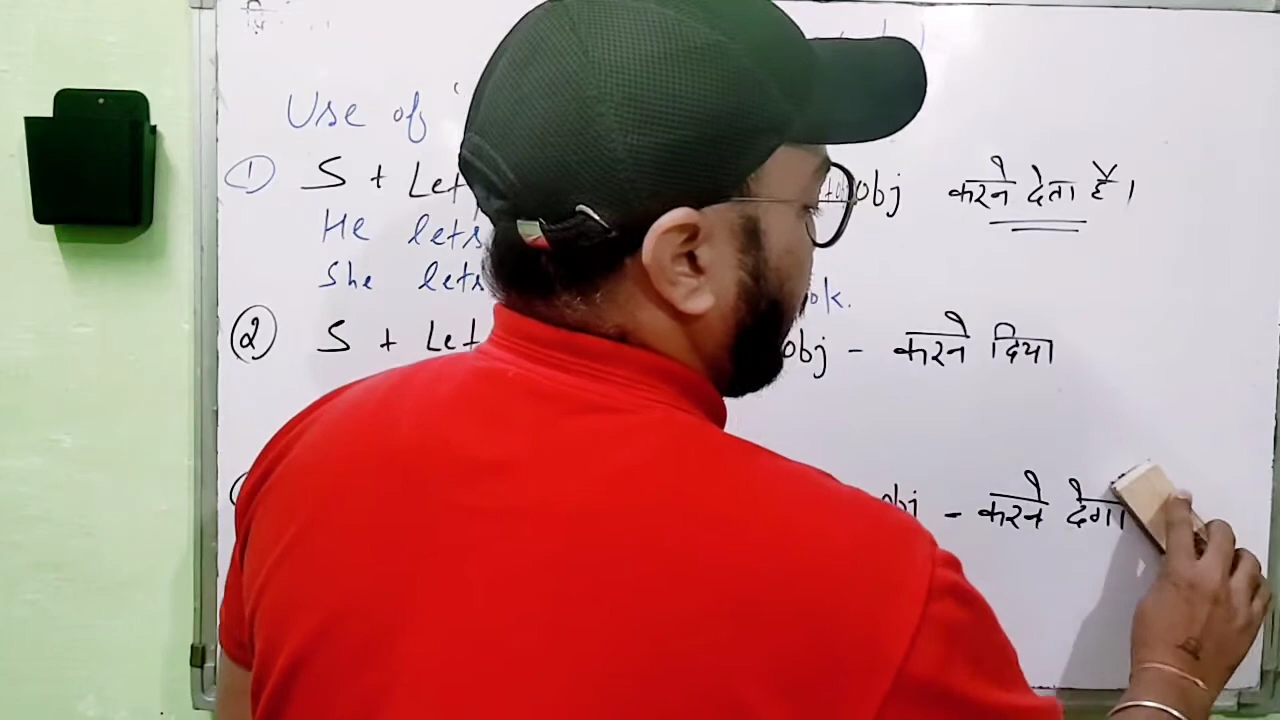 Use of "
① S + Let obj करने देता है।
He lets
She lets ok.
② S + Let obj – करने दिया
obj – करने देगा